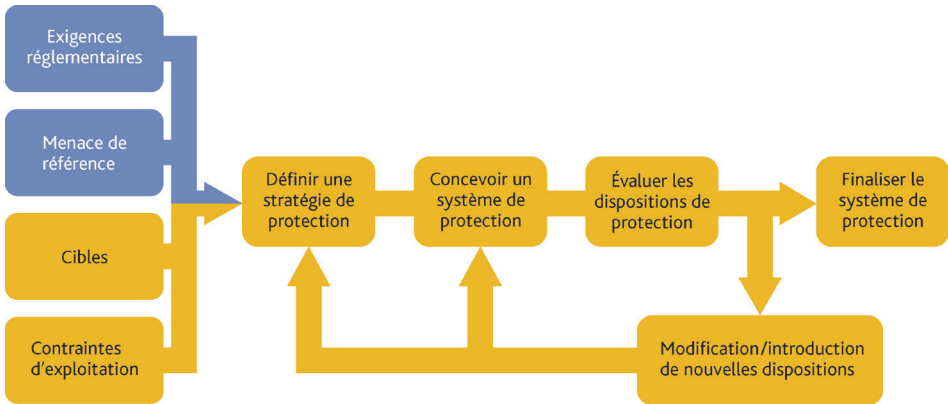 Exigences
réglementaires
Menace de
référence
Cibles
Contraintes
d'exploitation
Définir une
stratégie de
protection
Concevoir un
système de
protection
Évaluer les
dispositions de
protection
Finaliser le
système de
protection
Modification/introduction
de nouvelles dispositions